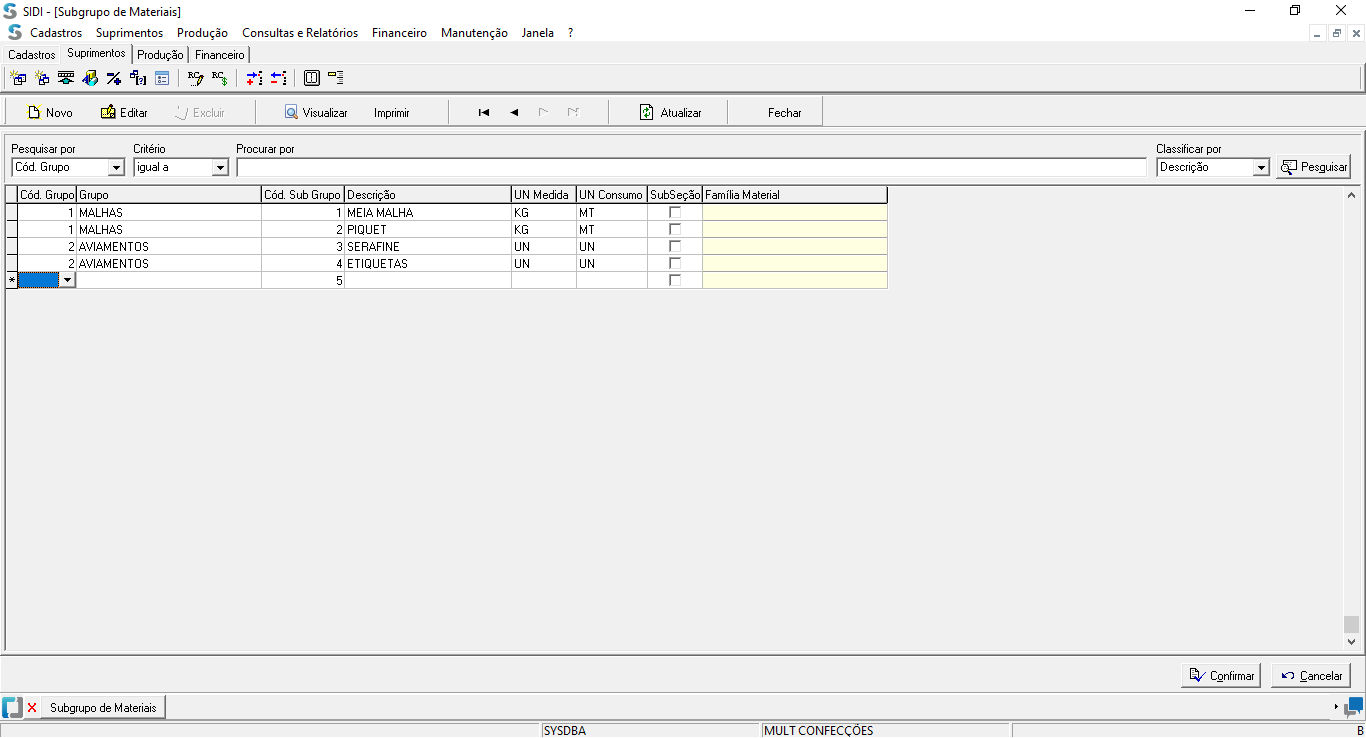 SIDI - [Subgrupo de Materiais]
Cadastros Suprimentos Produção Consultas e Relatórios Financeiro Manutenção Janela ?
Cadastros Suprimentos Produção Financeiro
Novo Editar Excluir Visualizar Imprimir Atualizar Fechar
Pesquisar por Critério Procurar por Classificar por
Cód. Grupo igual a Descrição Pesquisar
Cód. Grupo Grupo Cód. Sub Grupo Descrição UN Medida UN Consumo SubSeção Família Material
1 MALHAS 1 MEIA MALHA KG MT
1 MALHAS 2 PIQUET KG MT
2 AVIAMENTOS 3 SERAFINE UN UN
2 AVIAMENTOS 4 ETIQUETAS UN UN
* 5
Confirmar Cancelar
Subgrupo de Materiais
SYSDBA MULT CONFECÇÕES B